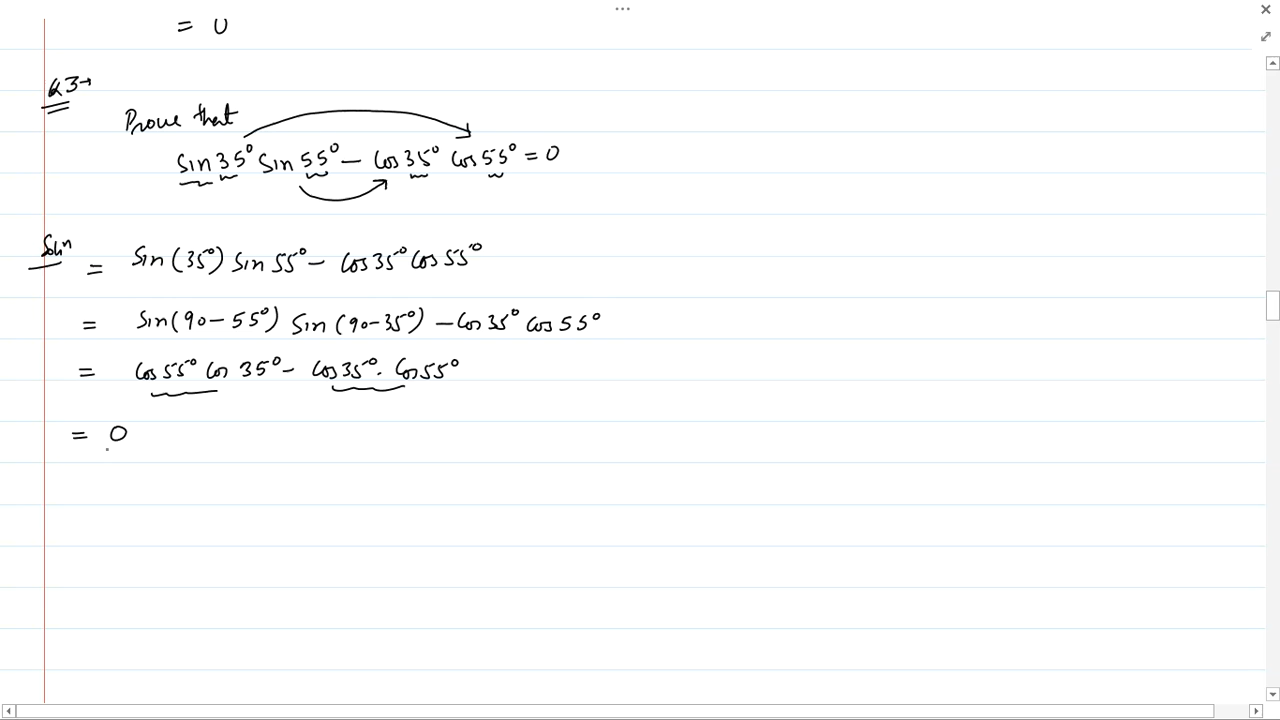 = 0
Q3→
Prove that
Sin 35° Sin 55° - Cos 35° Cos 55° = 0
Soln
= Sin (35°) Sin 55° - Cos 35° Cos 55°
= Sin (90 - 55°) Sin (90 - 35°) - Cos 35° Cos 55°
= Cos 55° Cos 35° - Cos 35° . Cos 55°
= 0